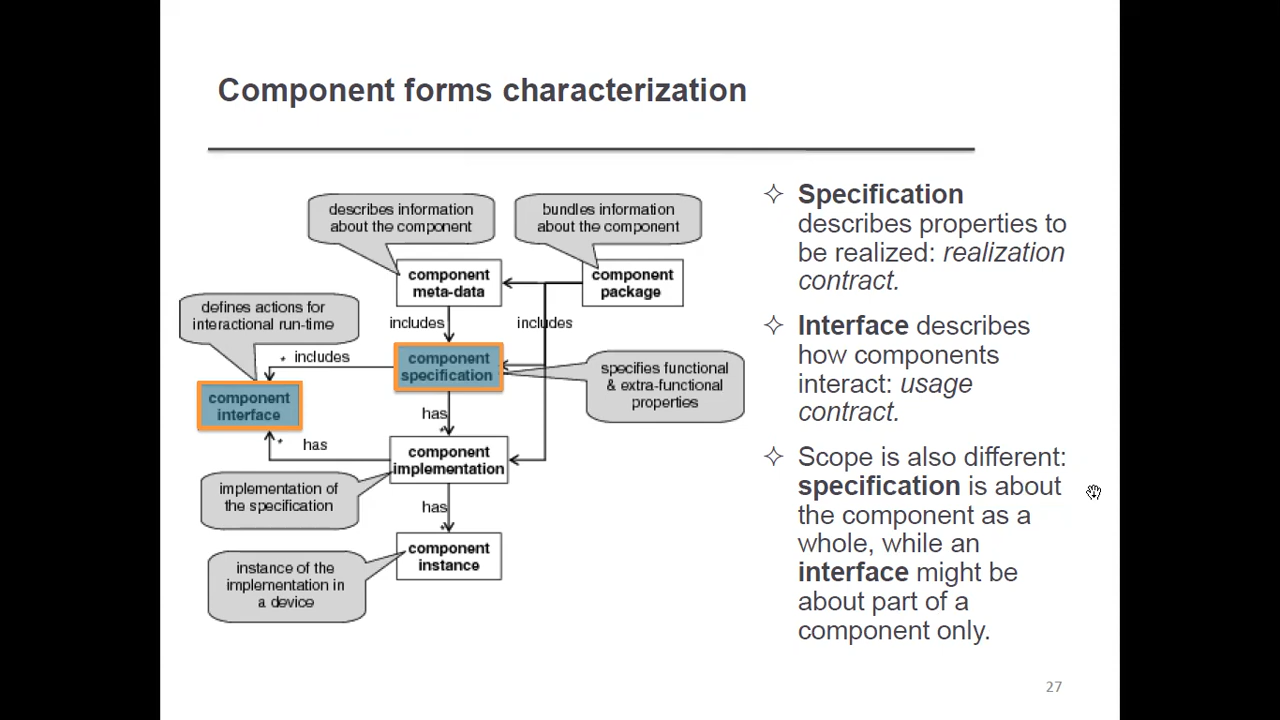 Component forms characterization
describes information
about the component
bundles information
about the component
component
meta-data
component
package
defines actions for
interactional run-time
includes
includes
* includes
component
specification
specifies functional
& extra-functional
properties
component
interface
has
*
* has
component
implementation
implementation of
the specification
has
*
component
instance
instance of the
implementation in
a device
✧ Specification
describes properties to
be realized: realization
contract.
✧ Interface describes
how components
interact: usage
contract.
✧ Scope is also different:
specification is about
the component as a
whole, while an
interface might be
about part of a
component only.
27